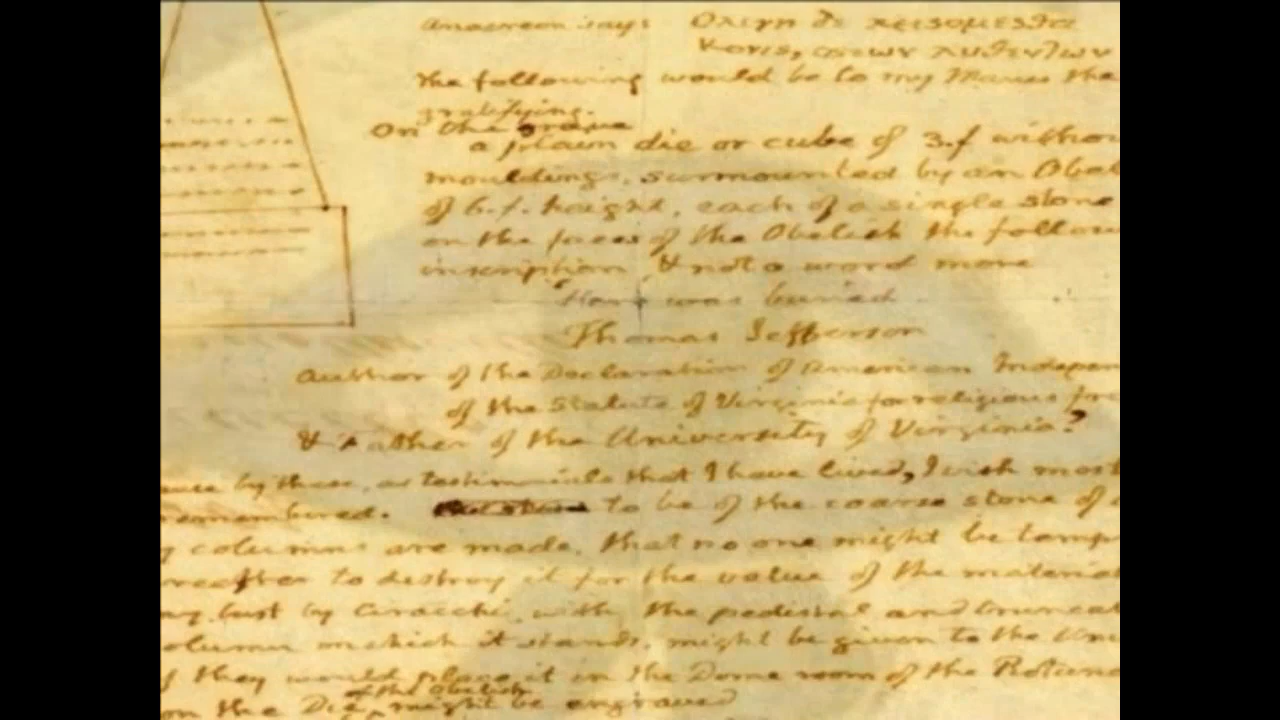 Anacreon says
the following would be to my Manes the
gratifying.
On the grave
a plain die or cube of 3.f without
mouldings, surmounted by an Obel
of 6.f. height, each of a single stone
on the faces of the Obelisk the follow
inscription, & not a word more
Here was buried
Thomas Jefferson
Author of the Declaration of American Indepen
of the Statute of Virginia for religious fre
& Father of the University of Virginia.
by these, as testimonials that I have lived, I wish most
remembered. to be of the coarse stone of
columns are made, that no one might be temp
reafter to destroy it for the value of the material
my bust by Ciracchi, with the pedestal and truncat
olumn on which it stands, might be given to the Uni
f they would place it in the Dome room of the Rotun
of the Obelisk
on the Die, might be engraved